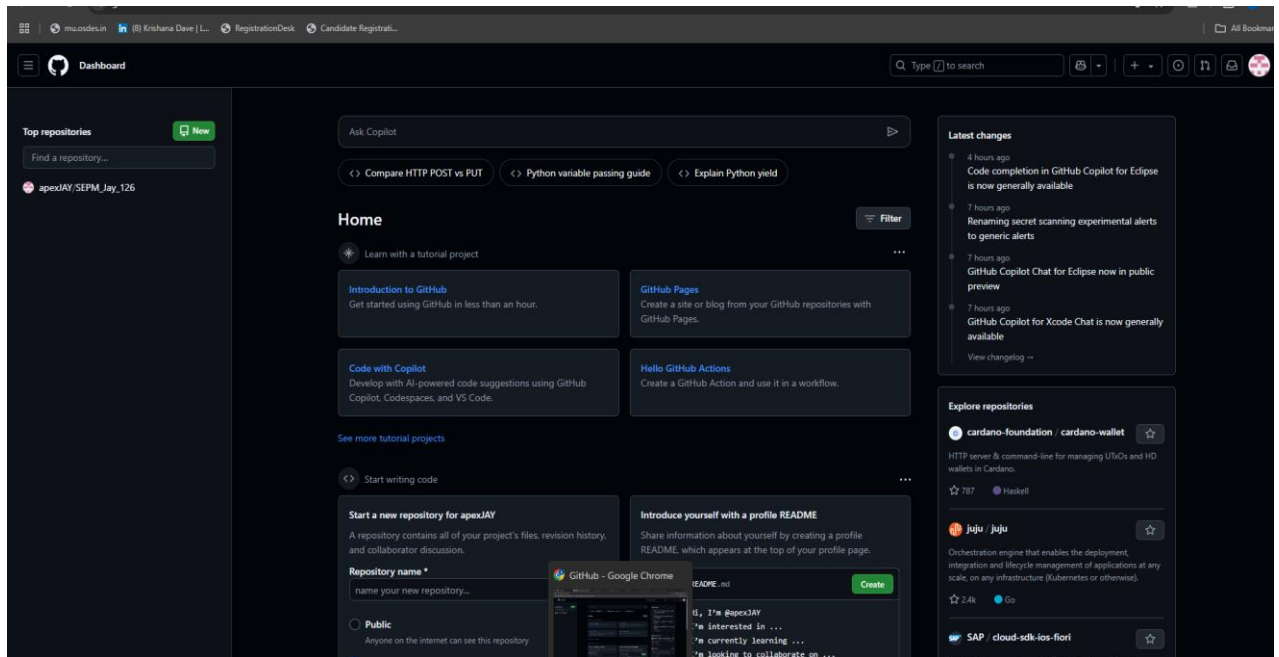 mu.osdes.in
(8) Krishana Dave | L...
RegistrationDesk
Candidate Registrati...
All Bookmar
Dashboard
Type / to search
Top repositories
New
Find a repository...
apexJAY/SEPM_Jay_126
Ask Copilot
Compare HTTP POST vs PUT
Python variable passing guide
Explain Python yield
Home
Filter
Learn with a tutorial project
Introduction to GitHub
Get started using GitHub in less than an hour.
GitHub Pages
Create a site or blog from your GitHub repositories with
GitHub Pages.
Code with Copilot
Develop with AI-powered code suggestions using GitHub
Copilot, Codespaces, and VS Code.
Hello GitHub Actions
Create a GitHub Action and use it in a workflow.
See more tutorial projects
Start writing code
Start a new repository for apexJAY
A repository contains all of your project's files, revision history,
and collaborator discussion.
Repository name *
name your new repository...
Public
Anyone on the internet can see this repository
Introduce yourself with a profile README
Share information about yourself by creating a profile
README, which appears at the top of your profile page.
GitHub - Google Chrome
README.md
Create
Hi, I'm @apexJAY
I'm interested in ...
I'm currently learning ...
I'm looking to collaborate on ...
Latest changes
4 hours ago
Code completion in GitHub Copilot for Eclipse
is now generally available
7 hours ago
Renaming secret scanning experimental alerts
to generic alerts
7 hours ago
GitHub Copilot Chat for Eclipse now in public
preview
7 hours ago
GitHub Copilot for Xcode Chat is now generally
available
View changelog →
Explore repositories
cardano-foundation / cardano-wallet
HTTP server & command-line for managing UTxOs and HD
wallets in Cardano.
787
Haskell
juju / juju
Orchestration engine that enables the deployment,
integration and lifecycle management of applications at any
scale, on any infrastructure (Kubernetes or otherwise).
2.4k
Go
SAP / cloud-sdk-ios-fiori